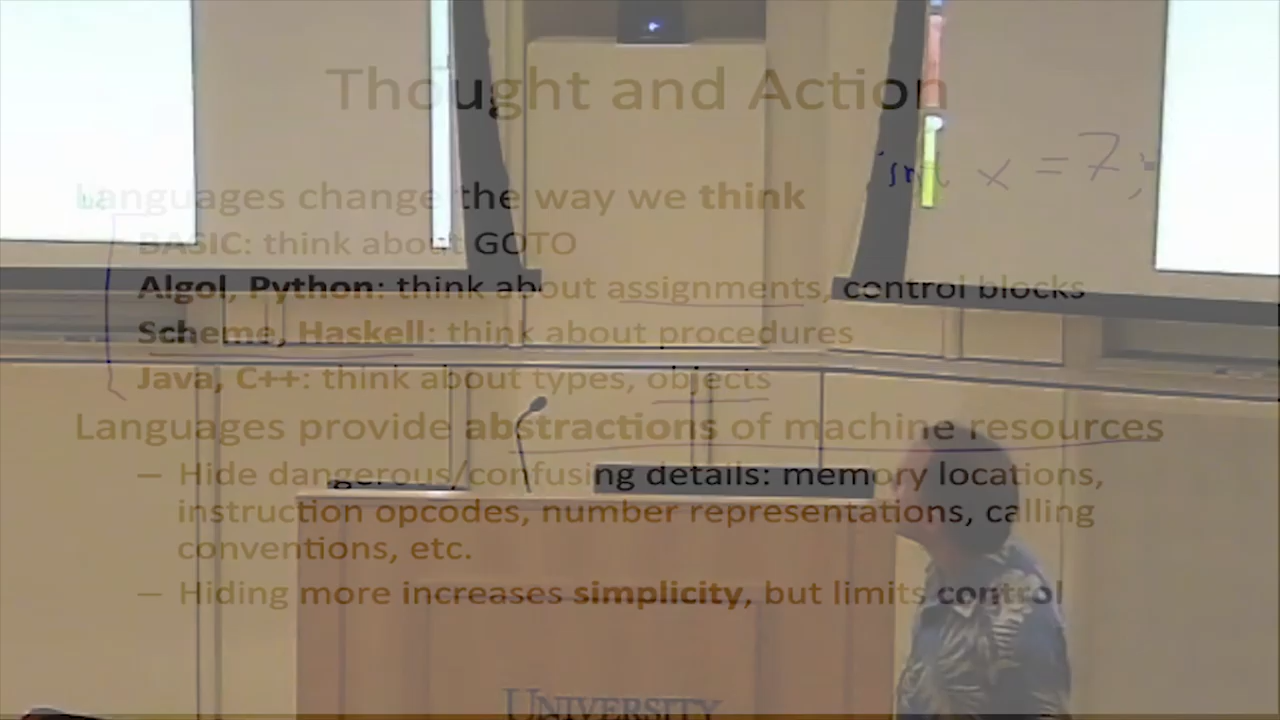 Thought and Action
int x = 7;
Languages change the way we think
BASIC: think about GOTO
Algol, Python: think about assignments, control blocks
Scheme, Haskell: think about procedures
Java, C++: think about types, objects
Languages provide abstractions of machine resources
– Hide dangerous/confusing details: memory locations,
instruction opcodes, number representations, calling
conventions, etc.
– Hiding more increases simplicity, but limits control
UNIVERSITY